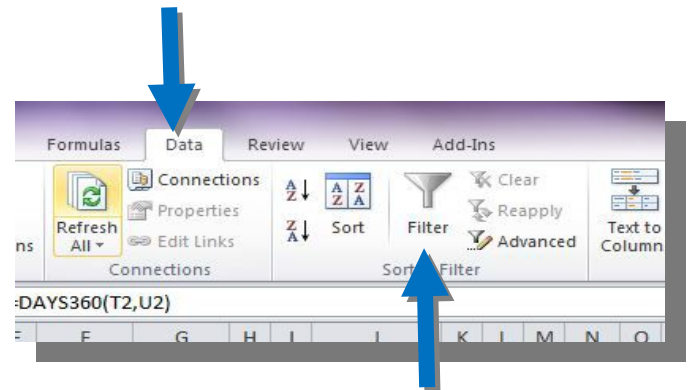 Formulas Data Review View Add-Ins
Connections Clear
Properties Reapply
Refresh All Edit Links Sort Filter Advanced Text to Column
ns
Connections Sort Filter
=DAYS360(T2,U2)
G H K L M N O